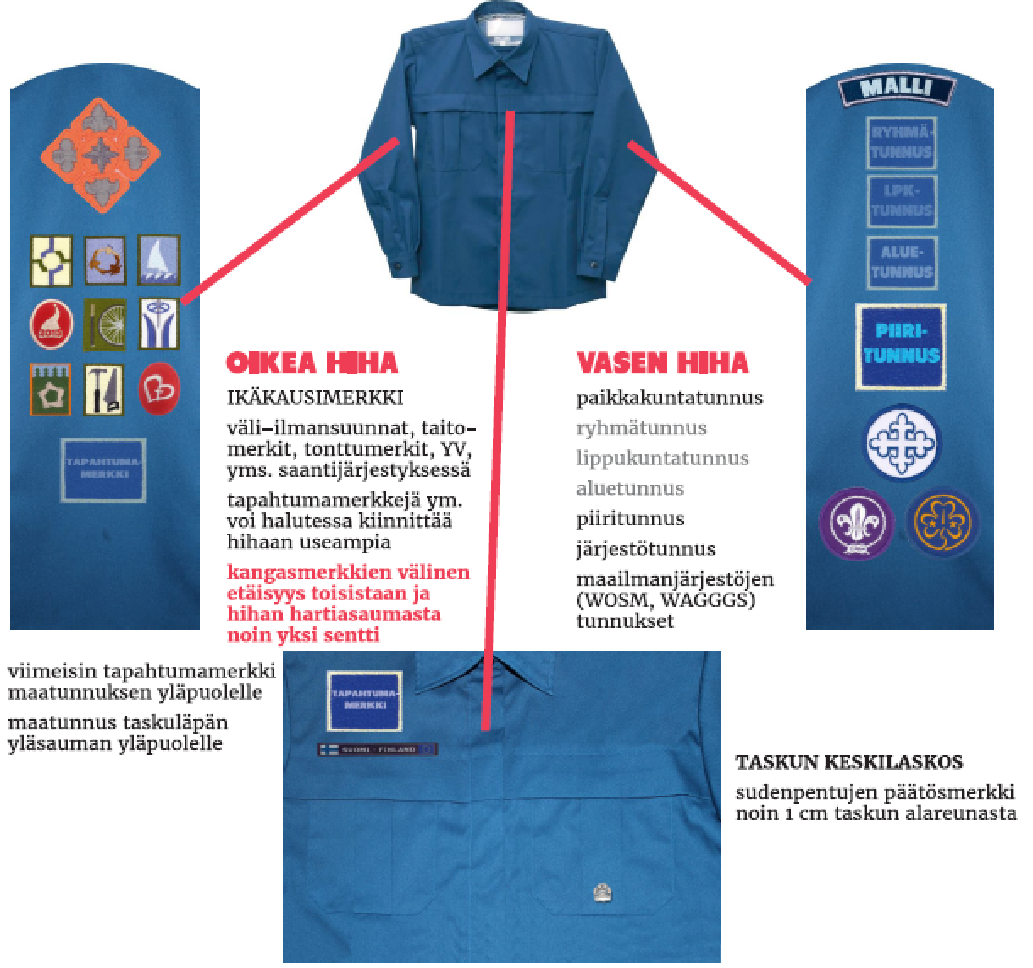 MALLI
RYHMÄ-
TUNNUS
LPK-
TUNNUS
ALUE-
TUNNUS
PIIRI-
TUNNUS
TAPAHTUMA-
MERKKI
OIKEA HIHA
IKÄKAUSIMERKKI
väli-ilmansuunnat, taito-
merkit, tonttumerkit, YV,
yms. saantijärjestyksessä
tapahtumamerkkejä ym.
voi halutessa kiinnittää
hihaan useampia
kangasmerkkien välinen
etäisyys toisistaan ja
hihan hartiasaumasta
noin yksi sentti
VASEN HIHA
paikkakuntatunnus
ryhmätunnus
lippukuntatunnus
aluetunnus
piiritunnus
järjestötunnus
maailmanjärjestöjen
(WOSM, WAGGGS)
tunnukset
viimeisin tapahtumamerkki
maatunnuksen yläpuolelle
maatunnus taskuläpän
yläsauman yläpuolelle
TAPAHTUMA-
MERKKI
SUOMI - FINLAND
TASKUN KESKILASKOS
sudenpentujen päätösmerkki
noin 1 cm taskun alareunasta